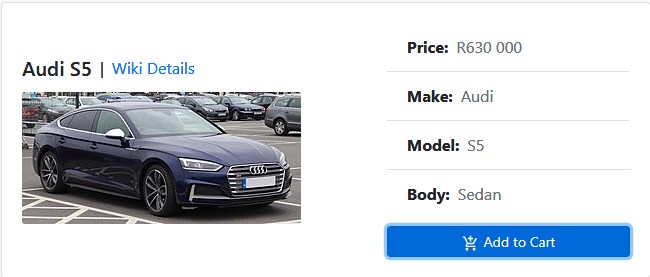 Audi S5 | Wiki Details
Price: R630 000
Make: Audi
Model: S5
Body: Sedan
Add to Cart